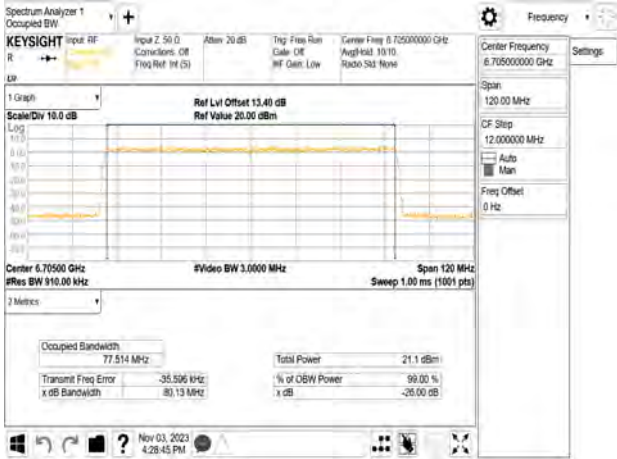 Spectrum Analyzer 1
Occupied BW
+
Frequency
KEYSIGHT
R
Input: RF
Input Z: 50 Ω
Corrections: Off
Freq Ref: Int (S)
Atten: 20 dB
Trig: Free Run
Gate: Off
#IF Gain: Low
Center Freq: 6.705000000 GHz
Avg|Hold: 10/10
Radio Std: None
Center Frequency
6.705000000 GHz
Settings
Span
120.00 MHz
CF Step
12.000000 MHz
Auto
Man
Freq Offset
0 Hz
1 Graph
Scale/Div 10.0 dB
Ref Lvl Offset 13.40 dB
Ref Value 20.00 dBm
Log
10.0
0.00
Center 6.70500 GHz
#Res BW 910.00 kHz
#Video BW 3.0000 MHz
Span 120 MHz
Sweep 1.00 ms (1001 pts)
2 Metrics
Occupied Bandwidth
77.514 MHz
Total Power
21.1 dBm
Transmit Freq Error
-35.596 kHz
% of OBW Power
99.00 %
x dB Bandwidth
80.13 MHz
x dB
-26.00 dB
Nov 03, 2023
4:28:45 PM